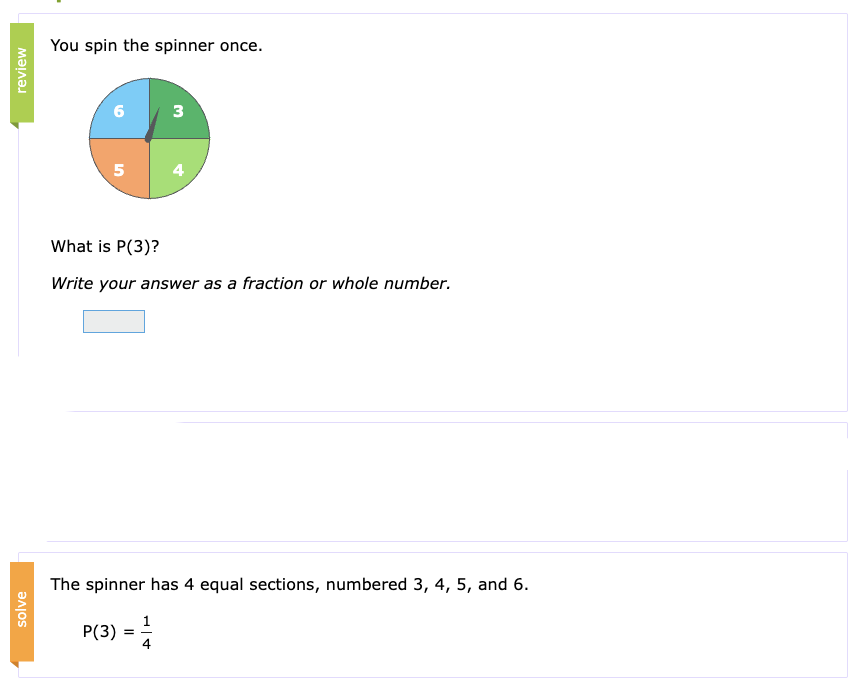 review
You spin the spinner once.
6 3
5 4
What is P(3)?
Write your answer as a fraction or whole number.
solve
The spinner has 4 equal sections, numbered 3, 4, 5, and 6.
P(3) = 1/4